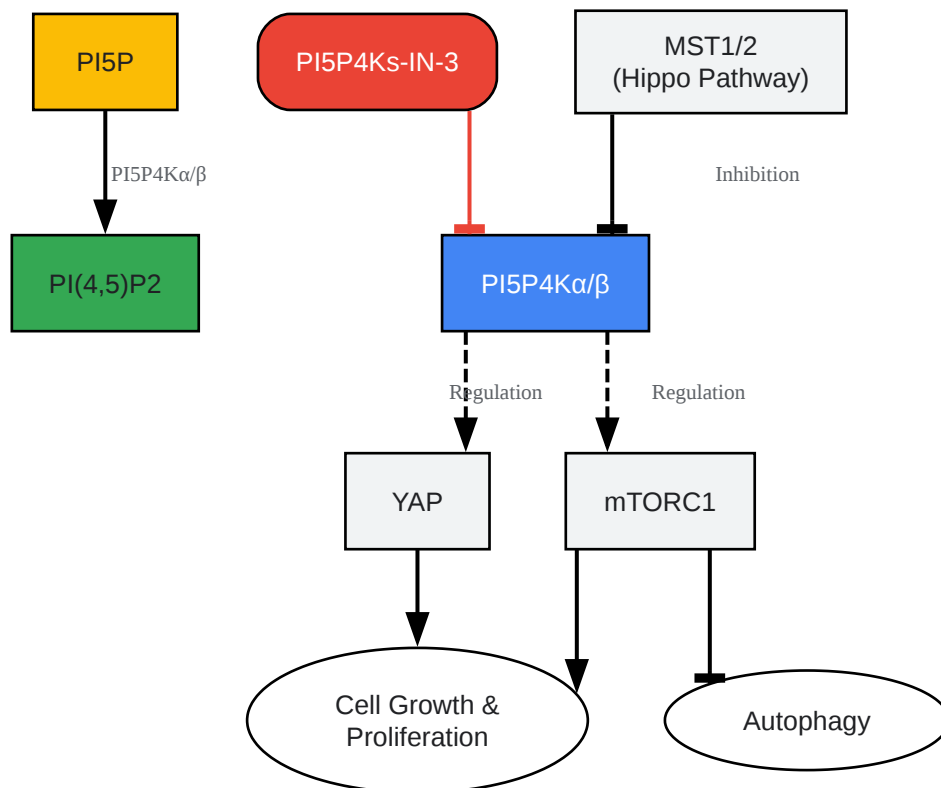 PI5P
PI5P4Ks-IN-3
MST1/2
(Hippo Pathway)
PI5P4Kα/β
Inhibition
PI(4,5)P2
PI5P4Kα/β
Regulation
Regulation
YAP
mTORC1
Cell Growth &
Proliferation
Autophagy